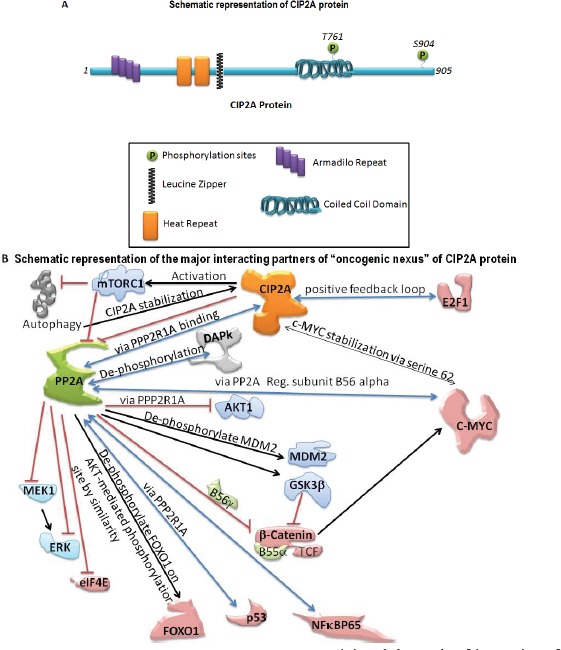 A
Schematic representation of CIP2A protein
T761
P
S904
P
1
905
CIP2A Protein
P Phosphorylation sites
Armadilo Repeat
Leucine Zipper
Coiled Coil Domain
Heat Repeat
B Schematic representation of the major interacting partners of “oncogenic nexus” of CIP2A protein
mTORC1
Activation
CIP2A
positive feedback loop
E2F1
CIP2A stabilization
Autophagy
via PPP2R1A binding
DAPk
c-MYC stabilization via serine 62
De-phosphorylation
PP2A
via PP2A Reg. subunit B56 alpha
via PPP2R1A
AKT1
C-MYC
De-phosphorylate MDM2
MDM2
GSK3β
MEK1
B56γ
via PPP2R1A
De-phosphorylate FOXO1 on
AKT-mediated phosphorylation
site by similarity
β-Catenin
B55α
TCF
ERK
eIF4E
FOXO1
p53
NFκBP65